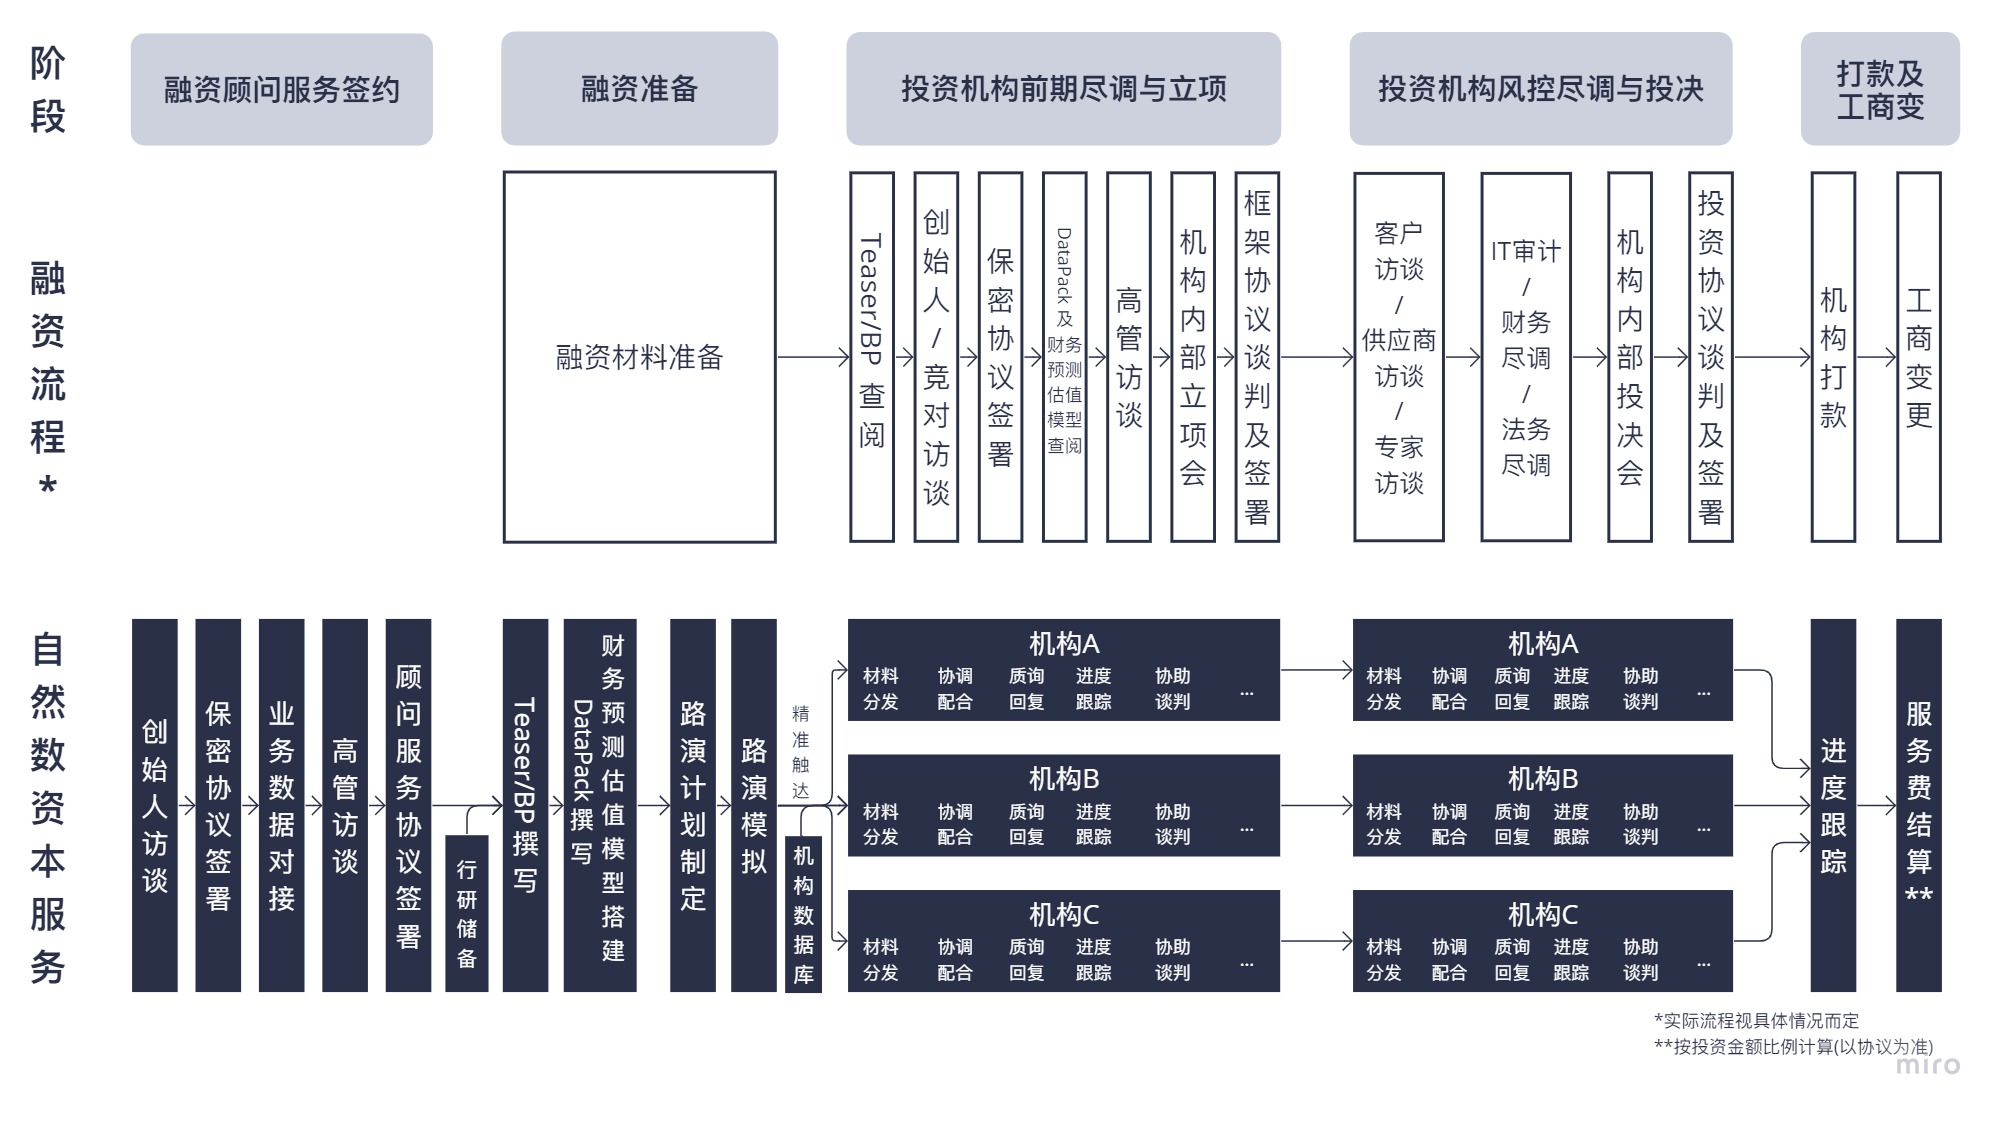 阶段
融资顾问服务签约
融资准备
投资机构前期尽调与立项
投资机构风控尽调与投决
打款及
工商变
融资流程*
融资材料准备
Teaser/BP 查阅
创始人/竞对访谈
保密协议签署
DataPack 及
财务
预测
估值
模型
查阅
高管访谈
机构内部立项会
框架协议谈判及签署
客户
访谈
/
供应商
访谈
/
专家
访谈
IT审计
/
财务
尽调
/
法务
尽调
机构内部投决会
投资协议谈判及签署
机构打款
工商变更
自然数资本服务
创始人访谈
保密协议签署
业务数据对接
高管访谈
顾问服务协议签署
行研储备
Teaser/BP 撰写
财务预测估值模型搭建
DataPack 撰写
路演计划制定
路演模拟
精准触达
机构数据库
机构A
材料 协调 质询 进度 协助
分发 配合 回复 跟踪 谈判 ...
机构B
材料 协调 质询 进度 协助
分发 配合 回复 跟踪 谈判 ...
机构C
材料 协调 质询 进度 协助
分发 配合 回复 跟踪 谈判 ...
机构A
材料 协调 质询 进度 协助
分发 配合 回复 跟踪 谈判 ...
机构B
材料 协调 质询 进度 协助
分发 配合 回复 跟踪 谈判 ...
机构C
材料 协调 质询 进度 协助
分发 配合 回复 跟踪 谈判 ...
进度跟踪
服务费结算**
*实际流程视具体情况而定
**按投资金额比例计算(以协议为准)
miro